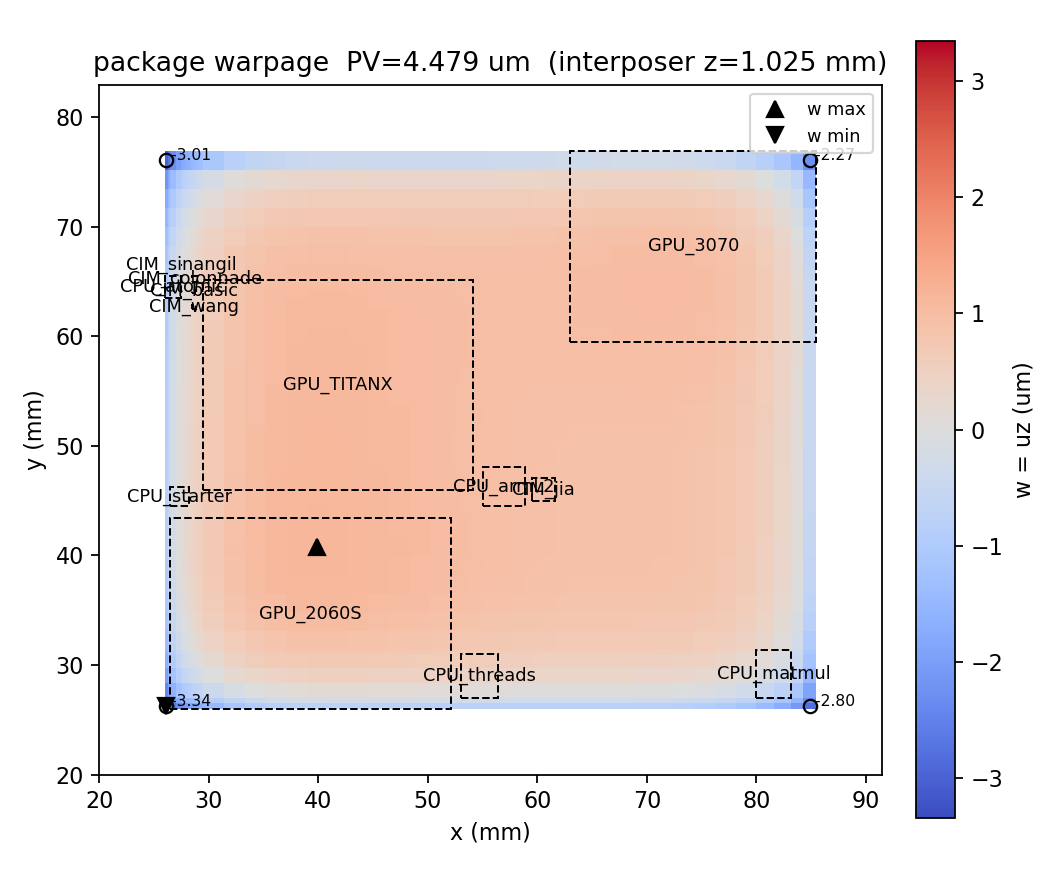 package warpage  PV=4.479 um  (interposer z=1.025 mm)
w max
w min
-3.01
-2.27
GPU_3070
CIM_sinangil
CIM_colonnade
CIM_basic
CIM_wang
GPU_TITANX
CPU_starter
GPU_2060S
CPU_threads
CPU_matmul
-3.34
-2.80
80
70
60
50
40
30
20
y (mm)
20
30
40
50
60
70
80
90
x (mm)
3
2
1
0
−1
−2
−3
w = uz (um)